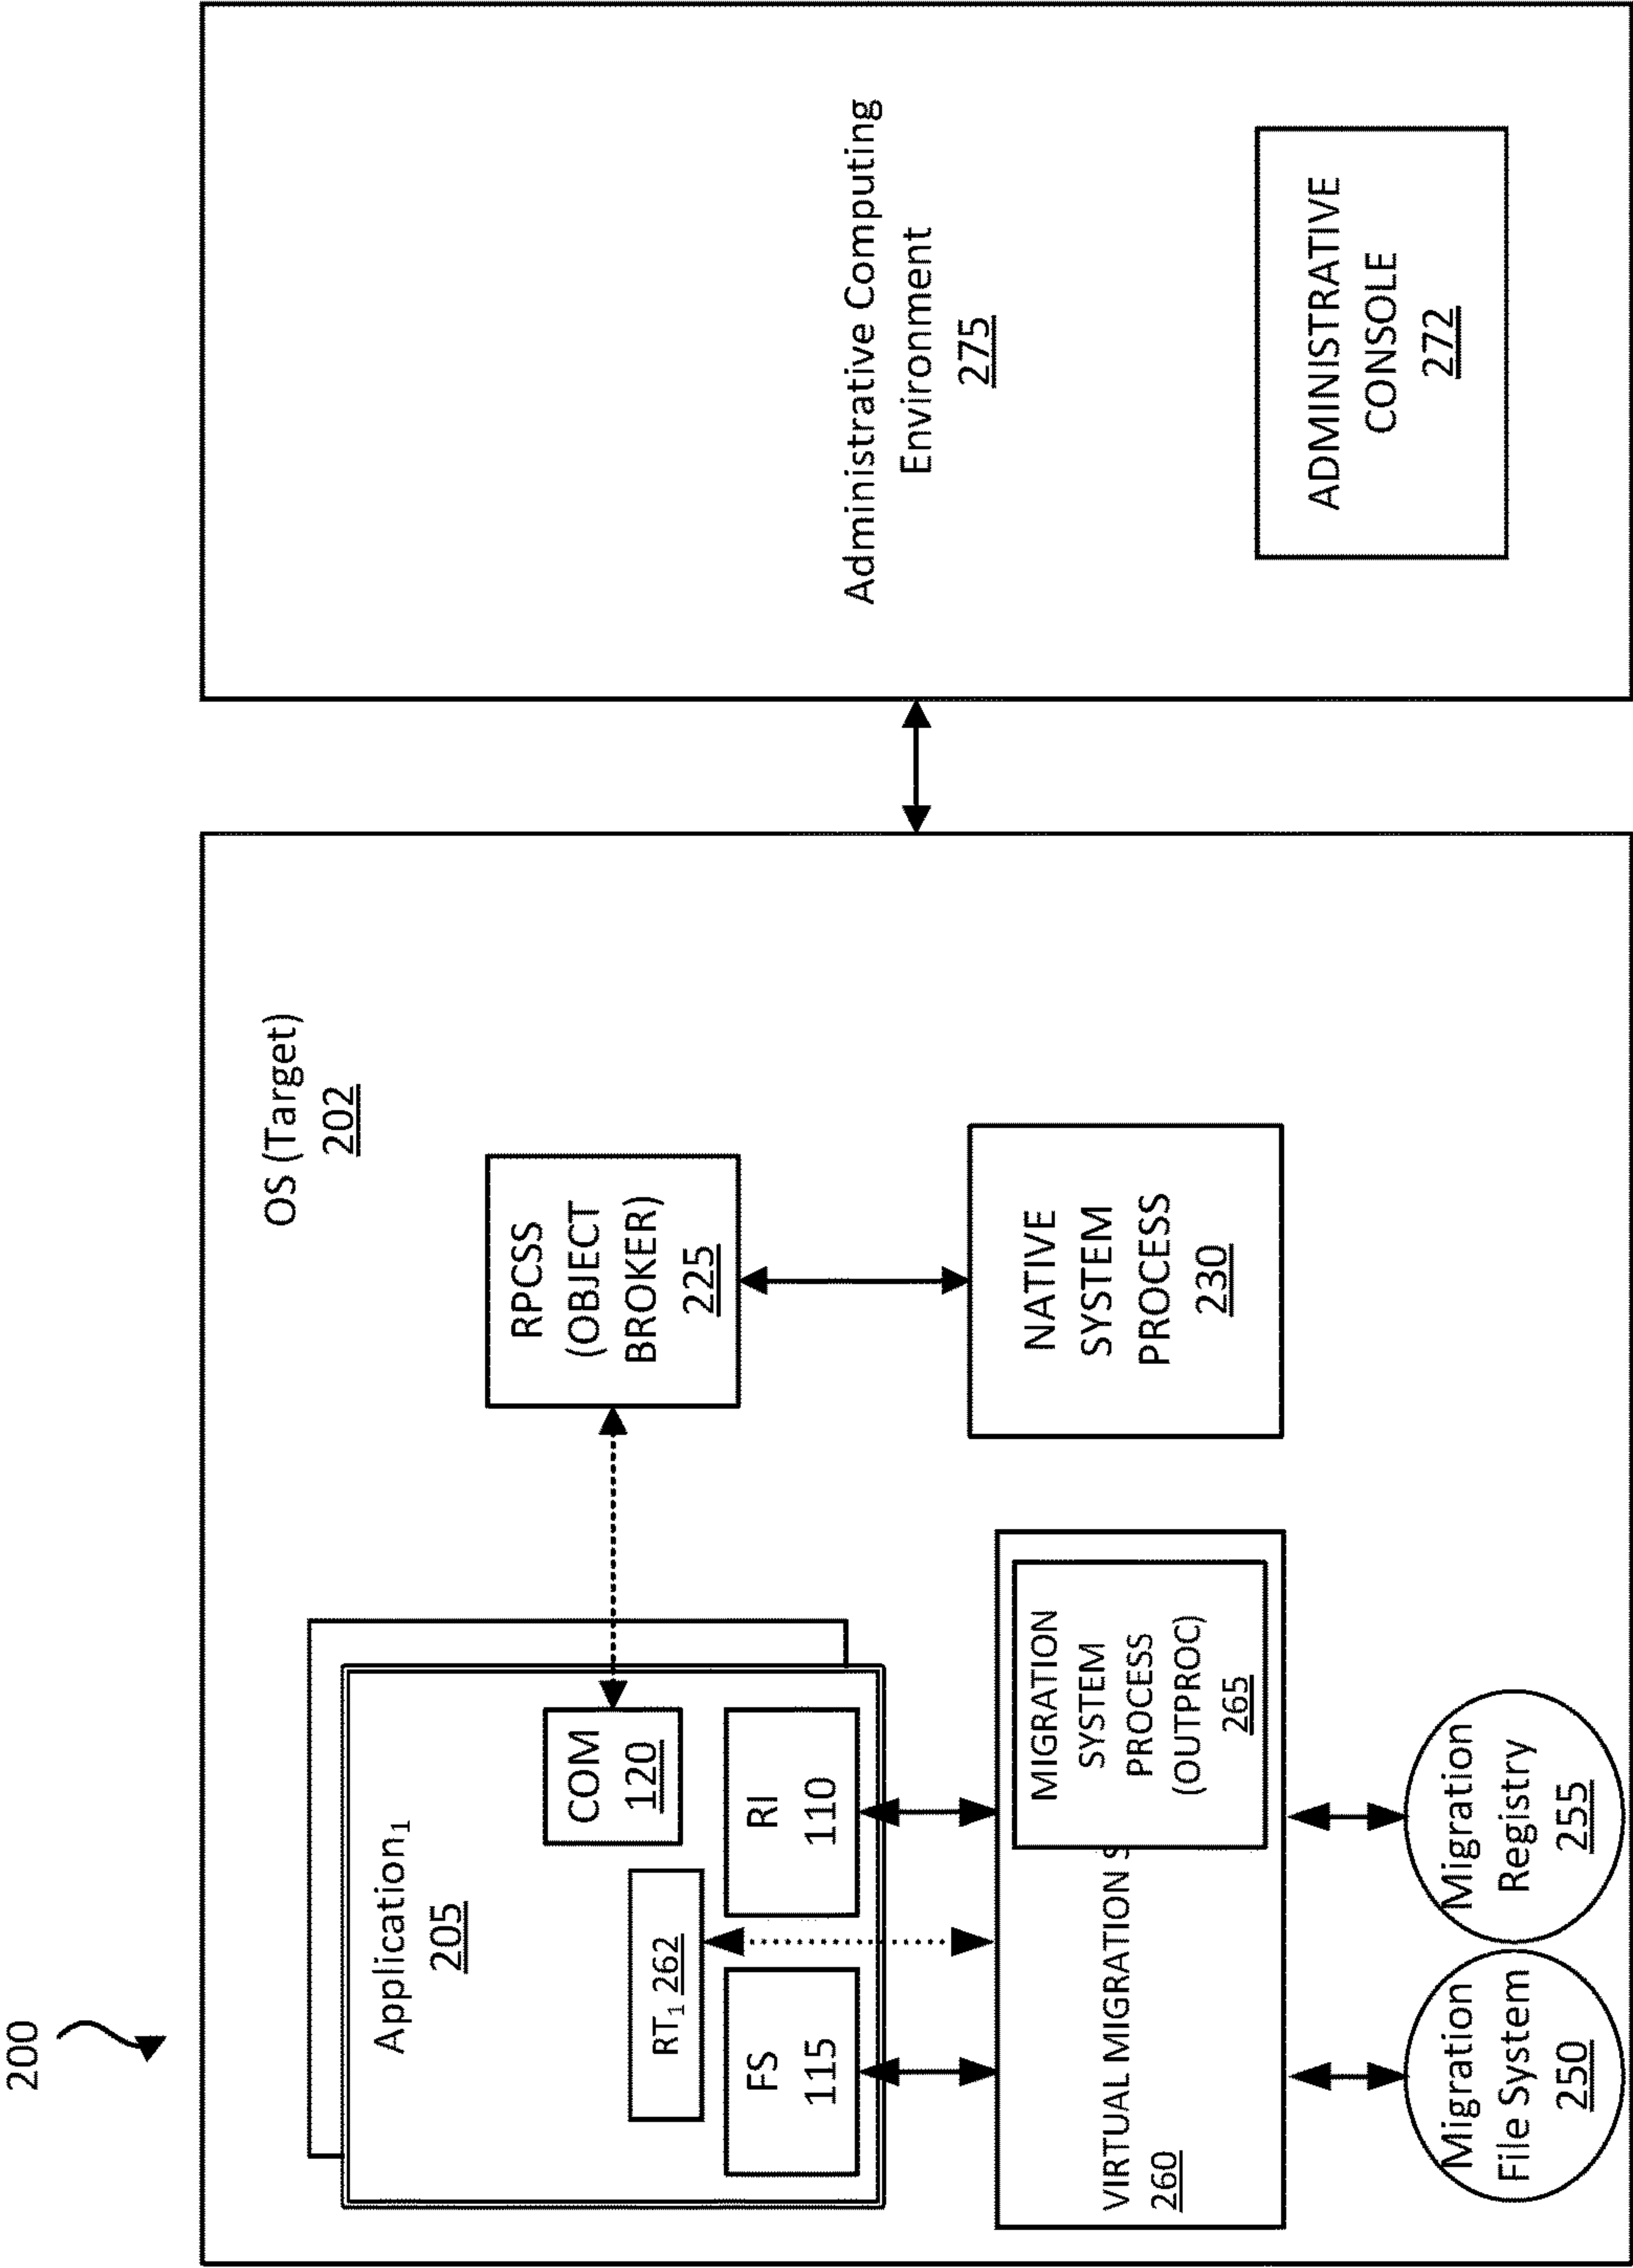 200
OS (Target)
202
Application1
205
COM
120
RT1 262
FS
115
RI
110
RPCSS
(OBJECT
BROKER)
225
NATIVE
SYSTEM
PROCESS
230
VIRTUAL MIGRATION
260
MIGRATION
SYSTEM
PROCESS
(OUTPROC)
265
Migration
File System
250
Migration
Registry
255
Administrative Computing
Environment
275
ADMINISTRATIVE
CONSOLE
272